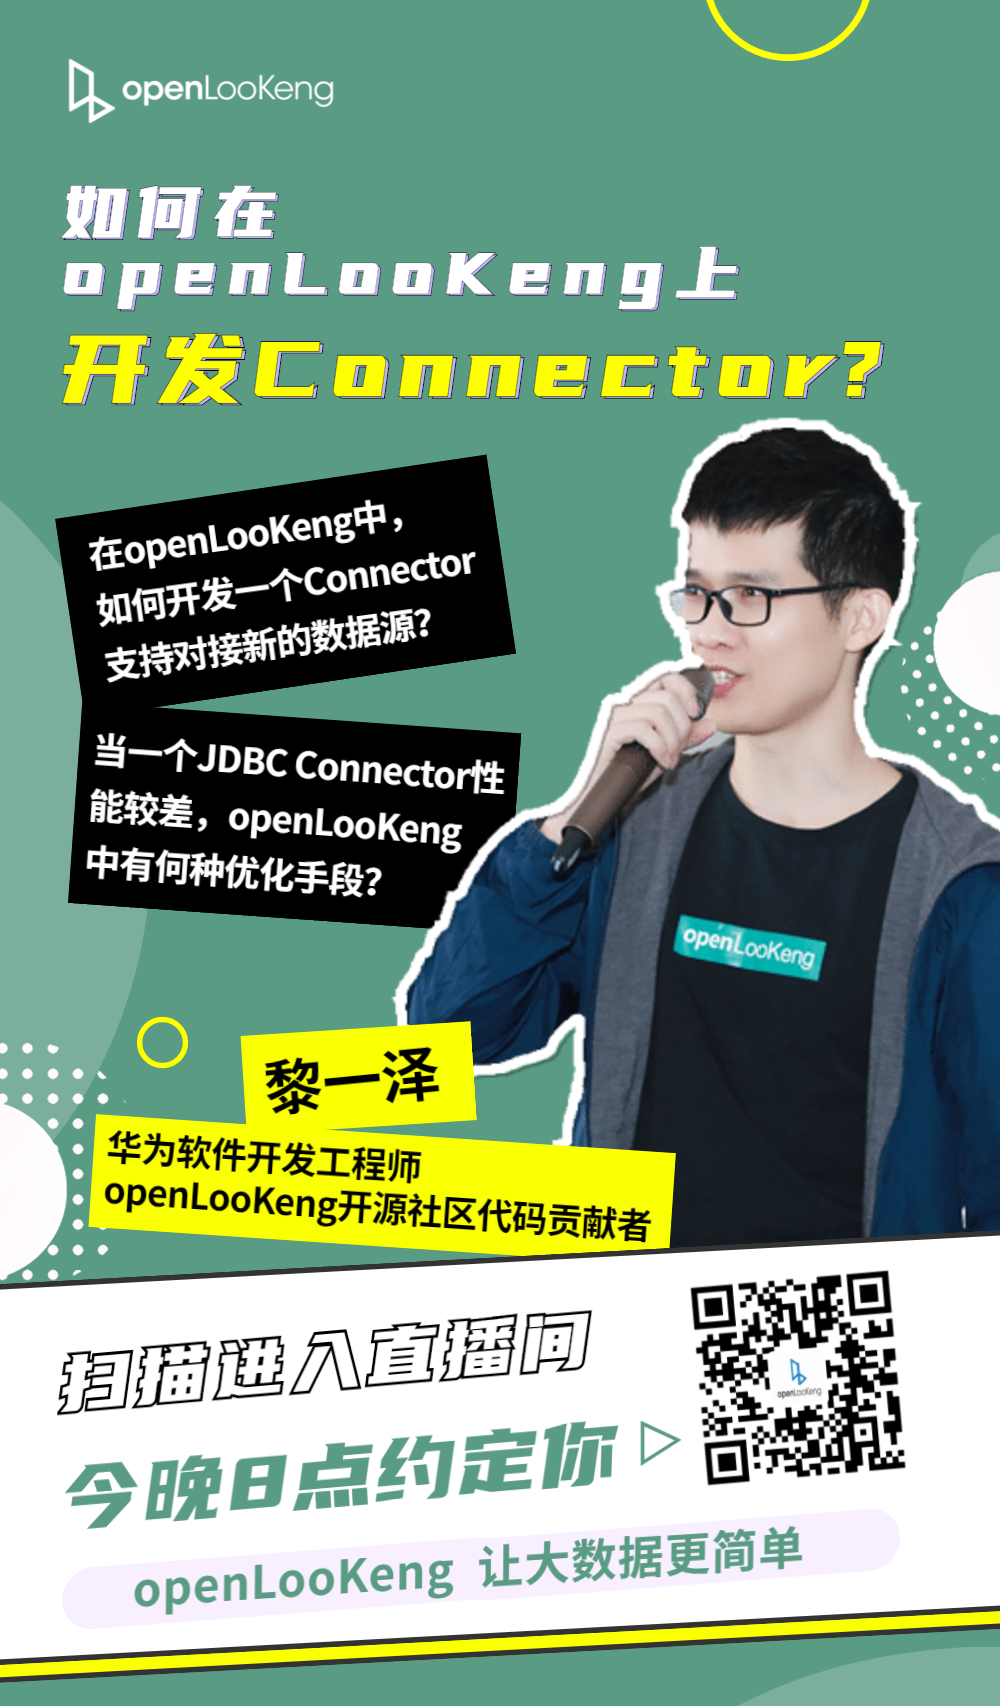 openLooKeng
如何在
openLooKeng上
开发Connector?
在openLooKeng中，
如何开发一个Connector
支持对接新的数据源?
当一个JDBC Connector性
能较差，openLooKeng
中有何种优化手段?
openLooKeng
黎一泽
华为软件开发工程师
openLooKeng开源社区代码贡献者
扫描进入直播间
openLooKeng
今晚8点约定你
openLooKeng 让大数据更简单